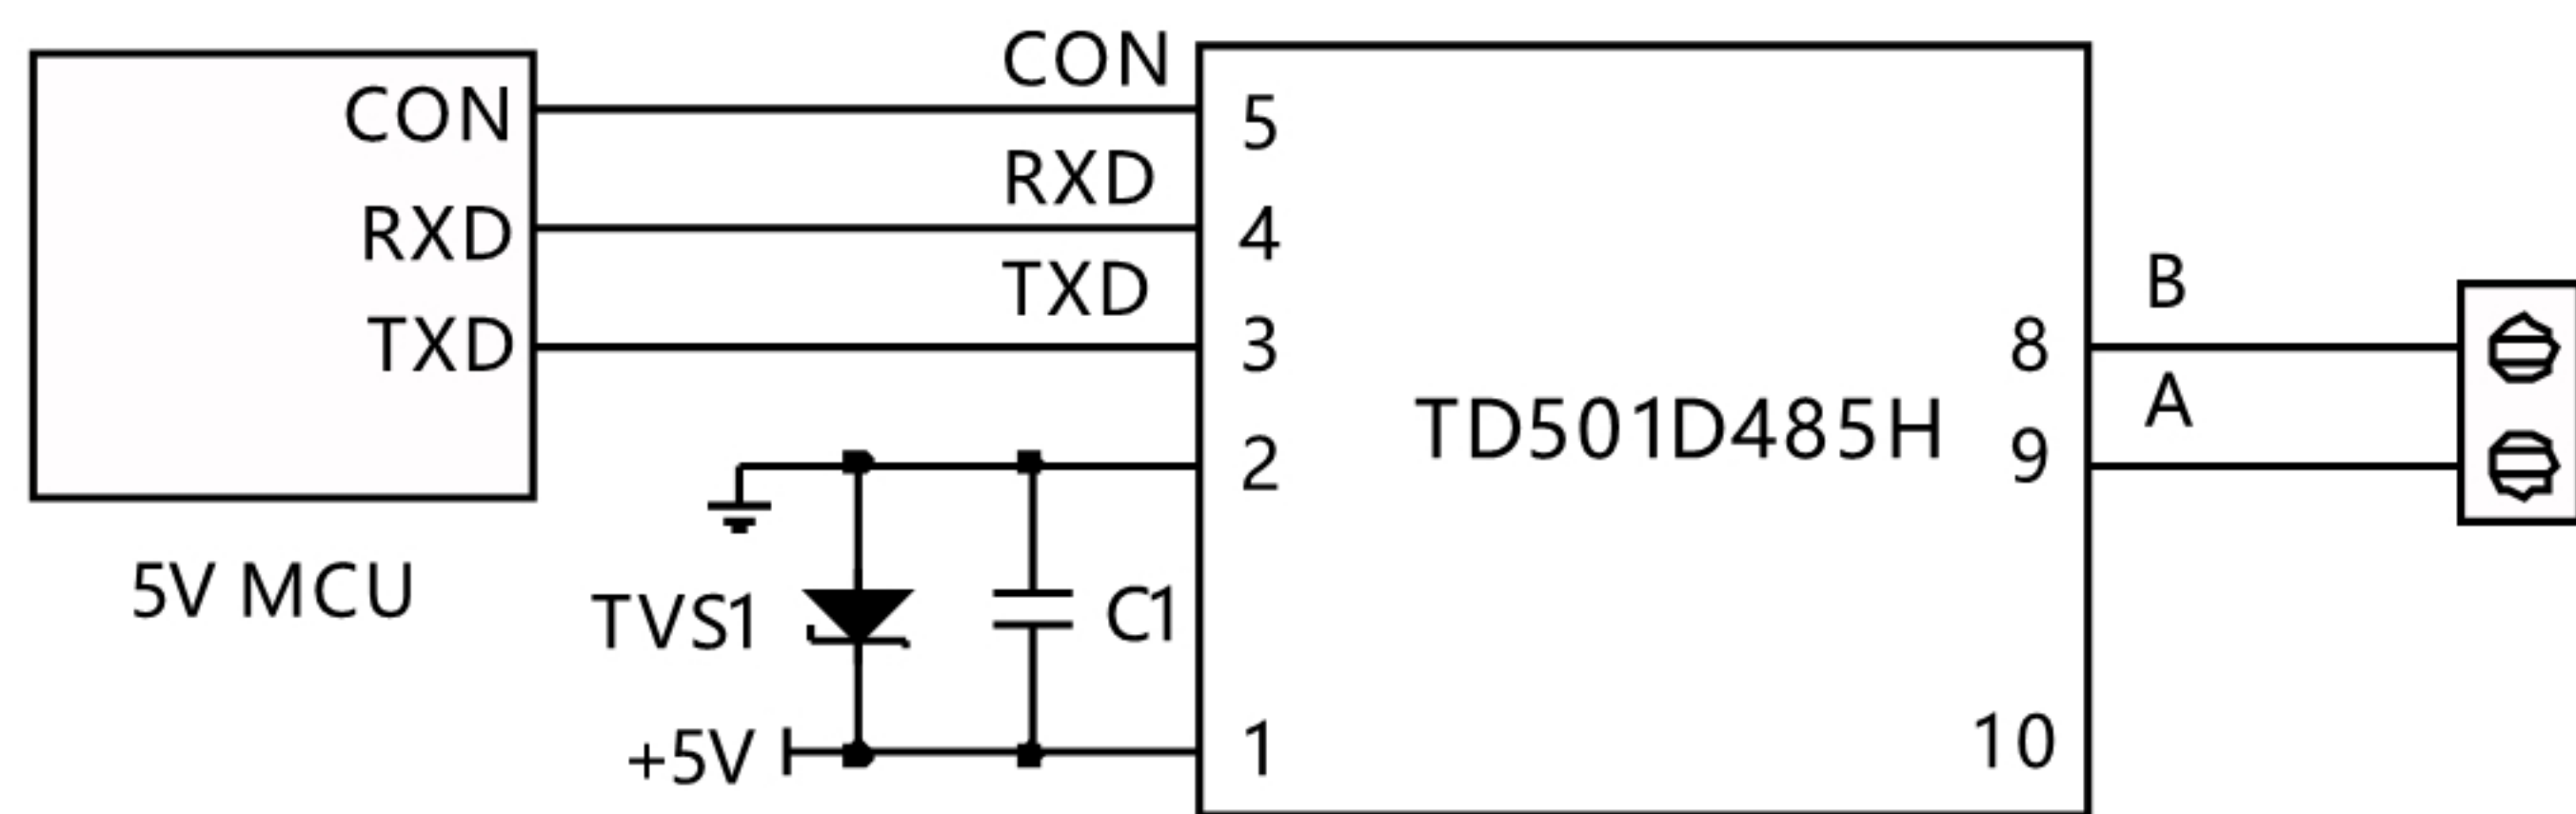 CON
RXD
TXD
5V MCU
CON
RXD
TXD
TVS1
C1
+5V
5
4
3
2
1
TD501D485H
8
9
10
B
A